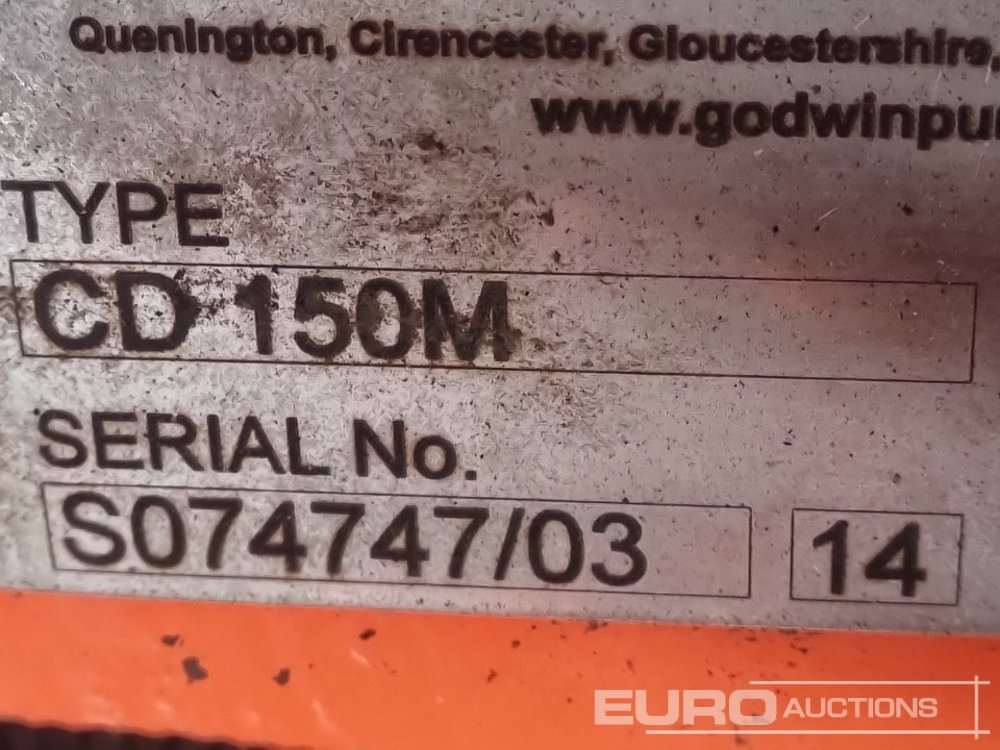 Quenington, Cirencester, Gloucestershire,
www.godwinpu
TYPE
CD 150M
SERIAL No.
S074747/03 14
EURO AUCTIONS